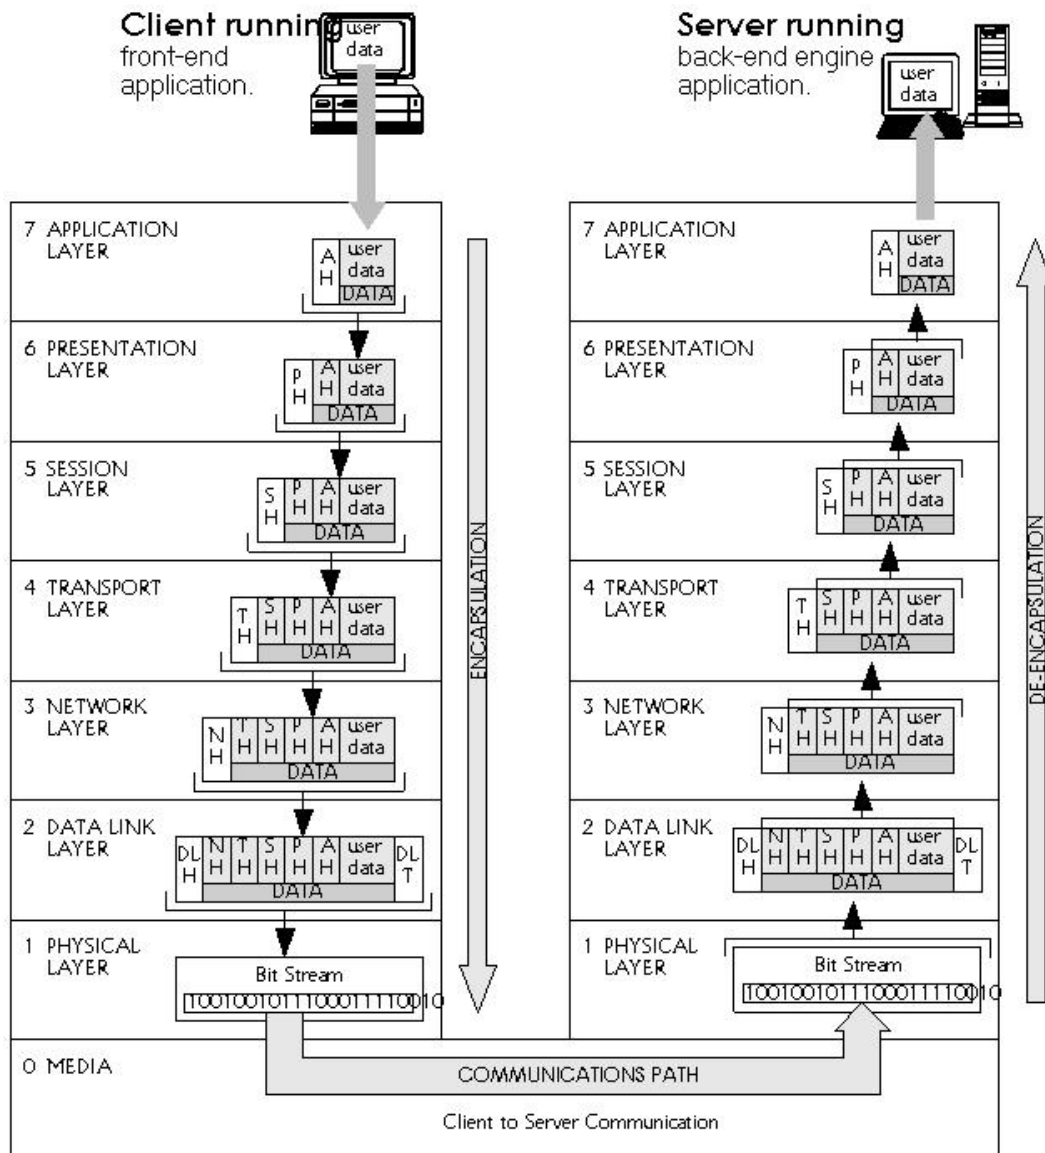 Client running
front-end
application.
user
data
Server running
back-end engine
application.
user
data
7 APPLICATION
LAYER
A
H
user
data
DATA
6 PRESENTATION
LAYER
P
H
A
H
user
data
DATA
5 SESSION
LAYER
S
H
P
H
A
H
user
data
DATA
4 TRANSPORT
LAYER
T
H
S
H
P
H
A
H
user
data
DATA
3 NETWORK
LAYER
N
H
T
H
S
H
P
H
A
H
user
data
DATA
2 DATA LINK
LAYER
DL
H
N
H
T
H
S
H
P
H
A
H
user
data
DL
T
DATA
1 PHYSICAL
LAYER
Bit Stream
1001001011100011110010
ENCAPSULATION
7 APPLICATION
LAYER
A
H
user
data
DATA
6 PRESENTATION
LAYER
P
H
A
H
user
data
DATA
5 SESSION
LAYER
S
H
P
H
A
H
user
data
DATA
4 TRANSPORT
LAYER
T
H
S
H
P
H
A
H
user
data
DATA
3 NETWORK
LAYER
N
H
T
H
S
H
P
H
A
H
user
data
DATA
2 DATA LINK
LAYER
DL
H
N
H
T
H
S
H
P
H
A
H
user
data
DL
T
DATA
1 PHYSICAL
LAYER
Bit Stream
1001001011100011110010
DE-ENCAPSULATION
0 MEDIA
COMMUNICATIONS PATH
Client to Server Communication